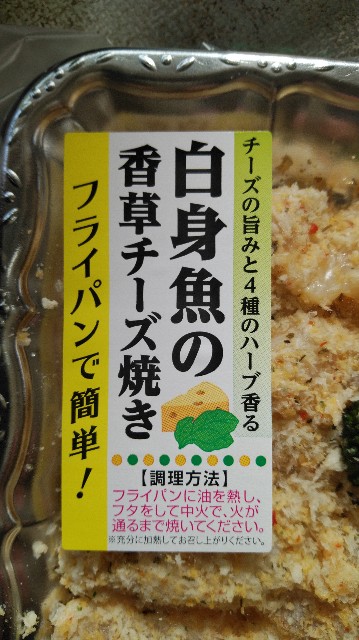 チーズの旨みと4種のハーブ香る
白身魚の
香草チーズ焼き
フライパンで簡単！
【調理方法】
フライパンに油を熱し、
フタをして中火で、火が
通るまで焼いてください。
※充分に加熱してお召し上がりください。